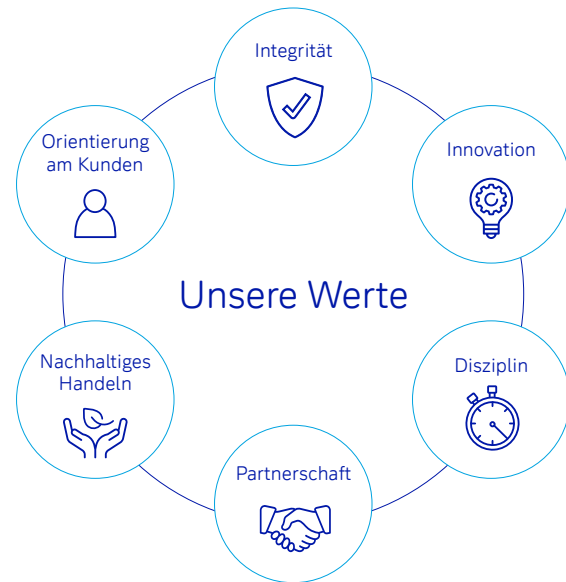 Integrität
Innovation
Disziplin
Partnerschaft
Nachhaltiges
Handeln
Orientierung
am Kunden
Unsere Werte